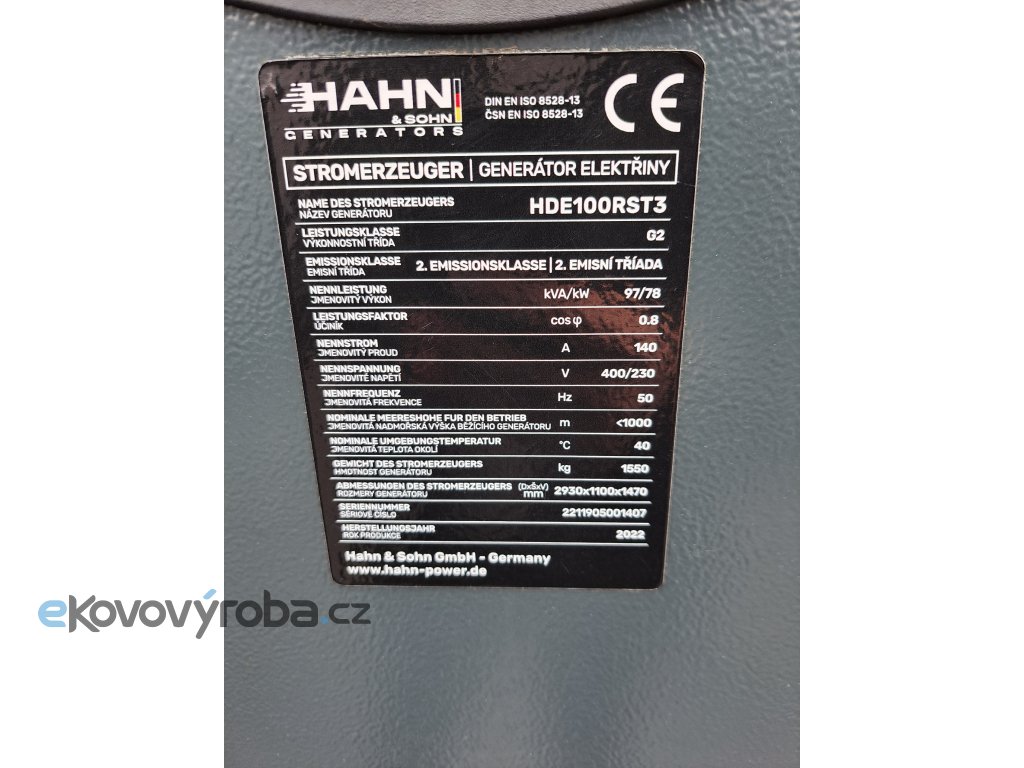 HAHN
& SOHN
GENERATORS
DIN EN ISO 8528-13
ČSN EN ISO 8528-13
CE
STROMERZEUGER | GENERÁTOR ELEKTŘINY
NAME DES STROMERZEUGERS
NÁZEV GENERÁTORU
HDE100RST3
LEISTUNGSKLASSE
VÝKONNOSTNÍ TŘÍDA
G2
EMISSIONSKLASSE
EMISNÍ TŘÍDA
2. EMISSIONSKLASSE | 2. EMISNÍ TŘÍADA
NENNLEISTUNG
JMENOVITÝ VÝKON
kVA/kW 97/78
LEISTUNGSFAKTOR
ÚČINÍK
cos φ 0.8
NENNSTROM
JMENOVITÝ PROUD
A 140
NENNSPANNUNG
JMENOVITÉ NAPĚTÍ
V 400/230
NENNFREQUENZ
JMENOVITÁ FREKVENCE
Hz 50
NOMINALE MEERESHOHE FUR DEN BETRIEB
JMENOVITÁ NADMOŘSKÁ VÝŠKA BĚŽÍCÍHO GENERÁTORU
m <1000
NOMINALE UMGEBUNGSTEMPERATUR
JMENOVITÁ TEPLOTA OKOLÍ
°C 40
GEWICHT DES STROMERZEUGERS
HMOTNOST GENERÁTORU
kg 1550
ABMESSUNGEN DES STROMERZEUGERS
ROZMERY GENERÁTORU
(DxŠxV)
mm 2930x1100x1470
SERIENNUMMER
SÉRIOVÉ ČÍSLO
2211905001407
HERSTELLUNGSJAHR
ROK PRODUKCE
2022
Hahn & Sohn GmbH - Germany
www.hahn-power.de
eKovovýroba.cz